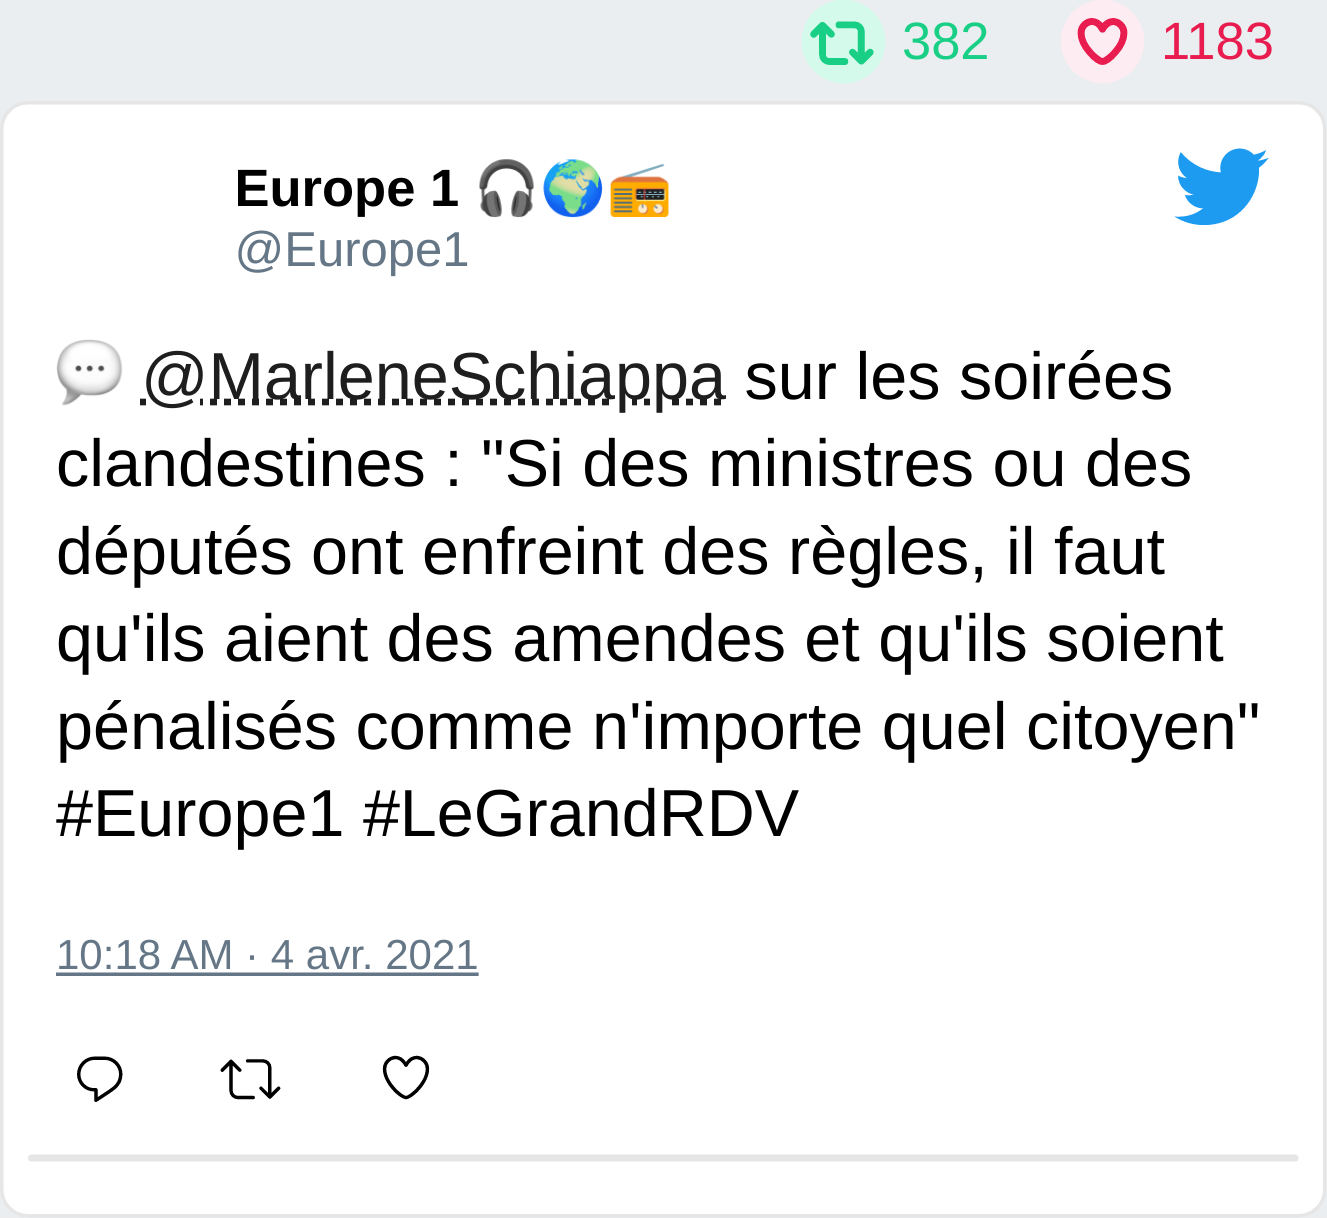 382 1183
Europe 1 🎧🌍📻
@Europe1
💬 @MarleneSchiappa sur les soirées
clandestines : "Si des ministres ou des
députés ont enfreint des règles, il faut
qu'ils aient des amendes et qu'ils soient
pénalisés comme n'importe quel citoyen"
#Europe1 #LeGrandRDV
10:18 AM · 4 avr. 2021